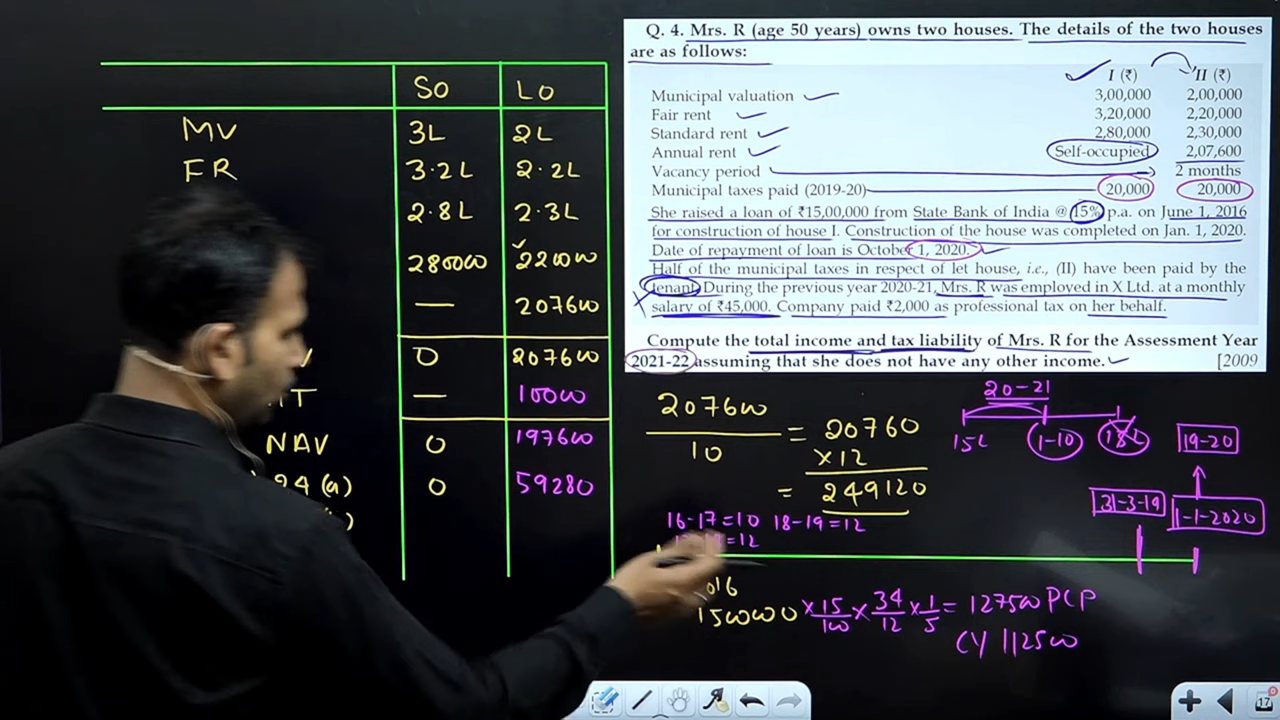 Q. 4. Mrs. R (age 50 years) owns two houses. The details of the two houses
are as follows:
I (₹) II (₹)
Municipal valuation 3,00,000 2,00,000
Fair rent 3,20,000 2,20,000
Standard rent 2,80,000 2,30,000
Annual rent Self-occupied 2,07,600
Vacancy period 2 months
Municipal taxes paid (2019-20) 20,000 20,000
She raised a loan of ₹15,00,000 from State Bank of India @ 15% p.a. on June 1, 2016
for construction of house I. Construction of the house was completed on Jan. 1, 2020.
Date of repayment of loan is October 1, 2020.
Half of the municipal taxes in respect of let house, i.e., (II) have been paid by the
tenant. During the previous year 2020-21, Mrs. R was employed in X Ltd. at a monthly
salary of ₹45,000. Company paid ₹2,000 as professional tax on her behalf.
Compute the total income and tax liability of Mrs. R for the Assessment Year
2021-22 assuming that she does not have any other income. [2009
SO LO
MV 3L 2L
FR 3.2L 2.2L
2.8L 2.3L
280000 220000
— 207600
0 207600
— 10000
NAV 0 197600
24 (a) 0 59280
207600
10
= 20760
×12
= 249120
20-21
15L 1-10
19-20
31-3-19 1-1-2020
16-17=10 18-19=12
=12
1500000 × 15/100 × 34/12 × 1/5 = 127500 PCP
CY 112500
17